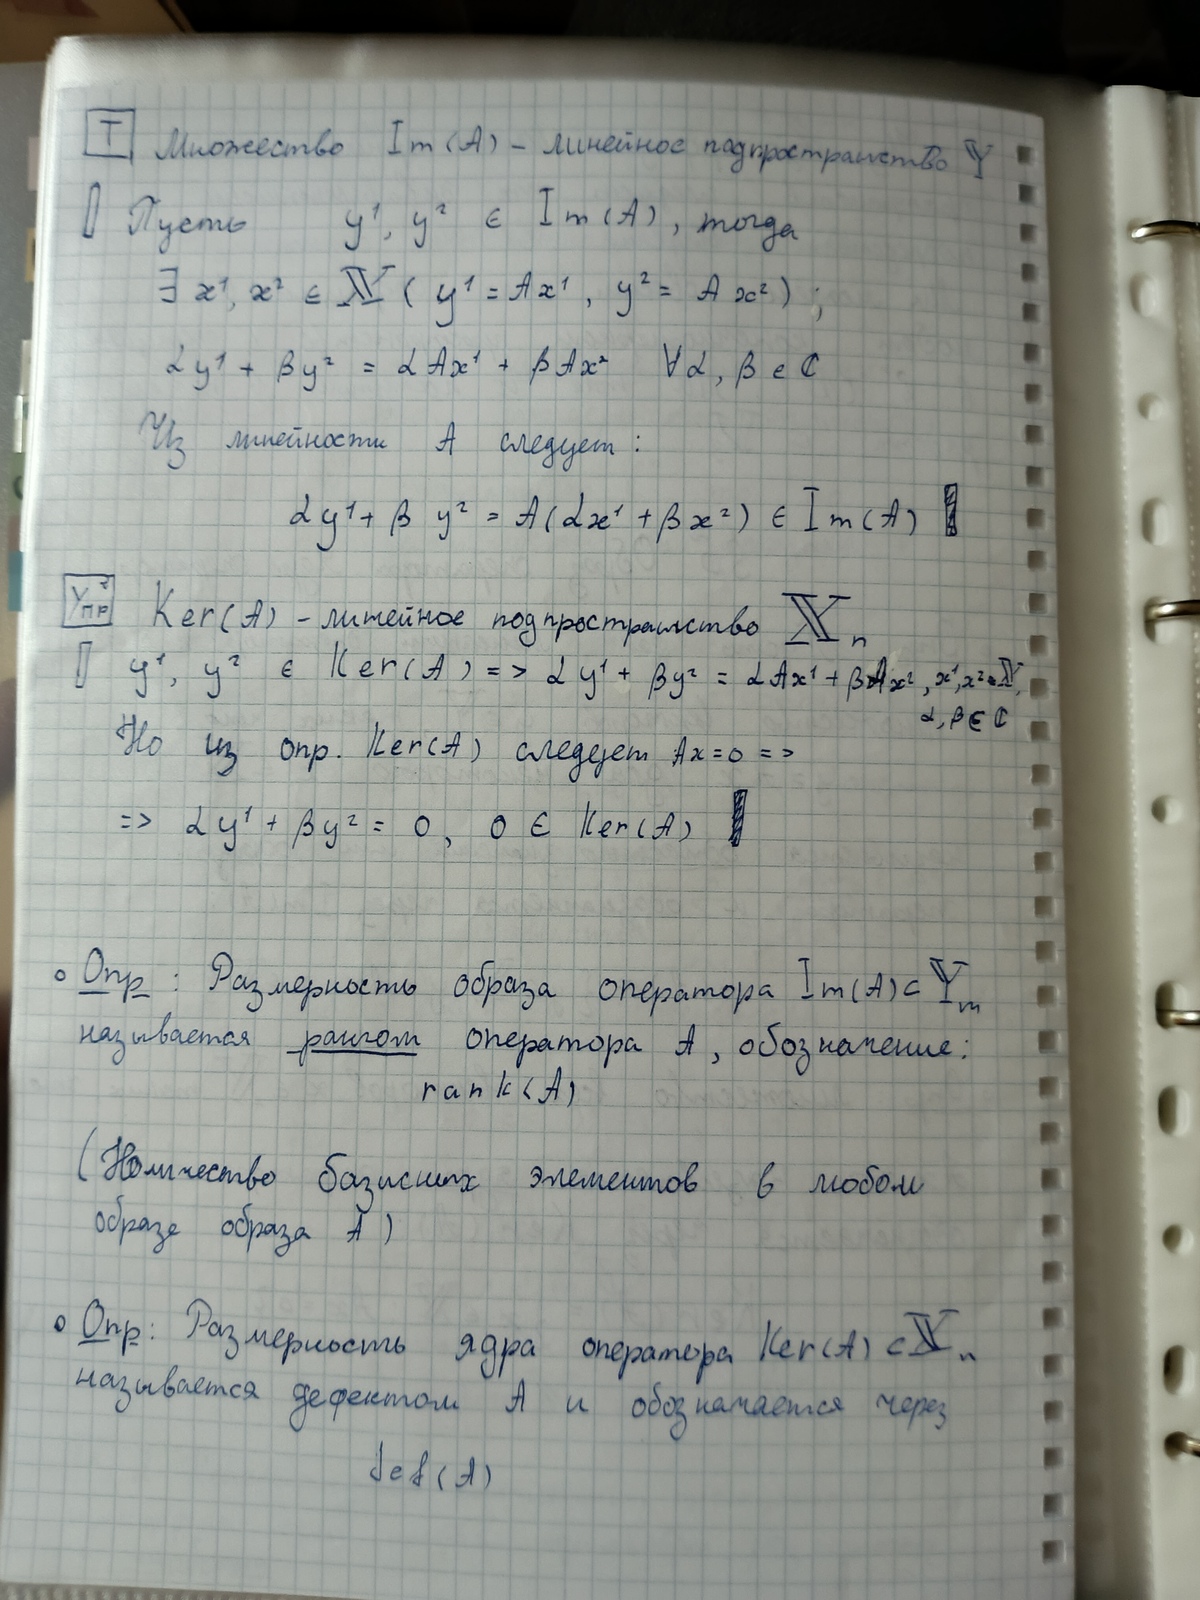 Т Множество Im(A) – линейное подпространство 𝕐
Пусть y¹, y² ∈ Im(A), тогда
∃ x¹, x² ∈ 𝕏 ( y¹ = Ax¹, y² = Ax² ) ;
αy¹ + βy² = αAx¹ + βAx² ∀α, β ∈ ℂ
Из линейности A следует:
αy¹ + βy² = A(αx¹ + βx²) ∈ Im(A)
Упр² Ker(A) – линейное подпространство 𝕏ₙ
y¹, y² ∈ Ker(A) => αy¹ + βy² = αAx¹ + βAx², x¹, x² ∈ 𝕏,
α, β ∈ ℂ
Но из опр. Ker(A) следует Ax = 0 =>
=> αy¹ + βy² = 0, 0 ∈ Ker(A)
• Опр : Размерность образа оператора Im(A) ⊂ 𝕐ₘ
называется рангом оператора A, обозначение:
rank(A)
(Количество базисных элементов в любом
образе образа A)
• Опр: Размерность ядра оператора Ker(A) ⊂ 𝕏ₙ
называется дефектом A и обозначается через
def(A)